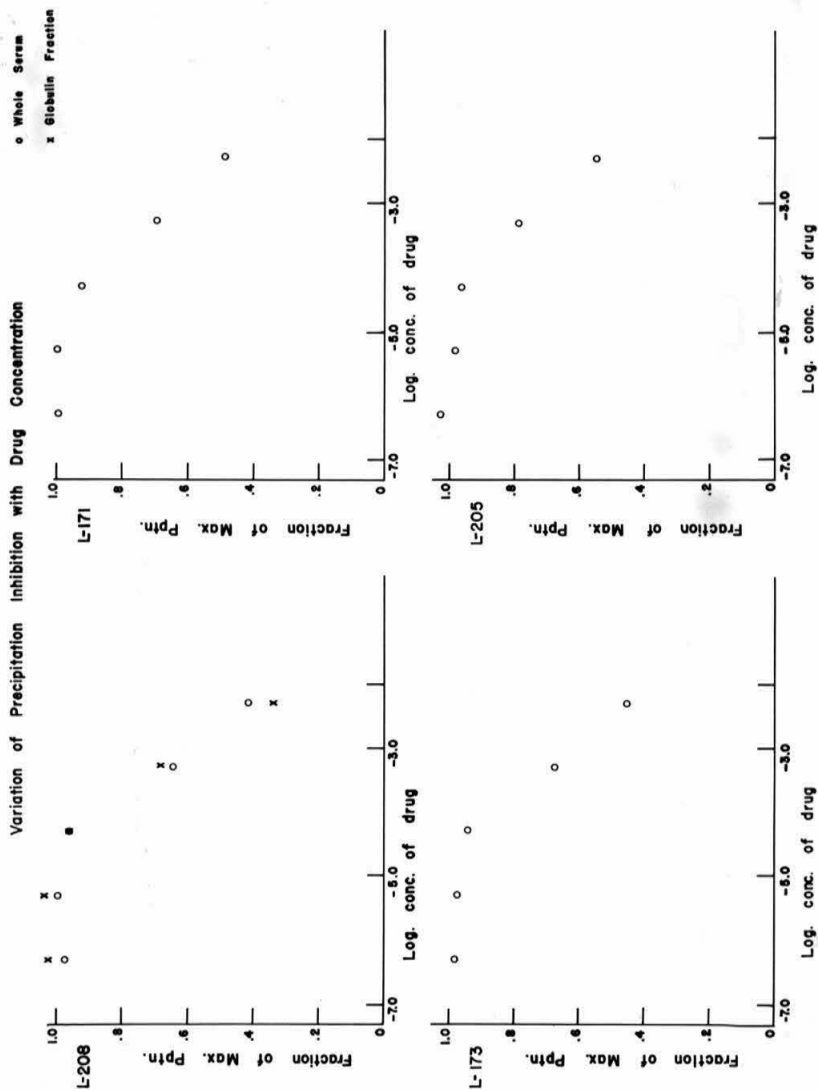 Variation of Precipitation Inhibition with Drug Concentration
o Whole Serum
x Globulin Fraction
L-208
Fraction of Max. Pptn.
1.0
.8
.6
.4
.2
0
-7.0
-5.0
-3.0
Log. conc. of drug
L-171
Fraction of Max. Pptn.
1.0
.8
.6
.4
.2
0
-7.0
-5.0
-3.0
Log. conc. of drug
L-173
Fraction of Max. Pptn.
1.0
.8
.6
.4
.2
0
-7.0
-5.0
-3.0
Log. conc. of drug
L-205
Fraction of Max. Pptn.
1.0
.8
.6
.4
.2
0
-7.0
-5.0
-3.0
Log. conc. of drug